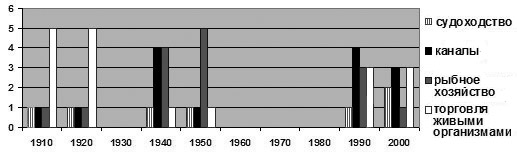 6
5
4
3
2
1
0
1910 1920 1930 1940 1950 1960 1970 1980 1990 2000
судоходство
каналы
рыбное
хозяйство
торговля
живыми
организмами